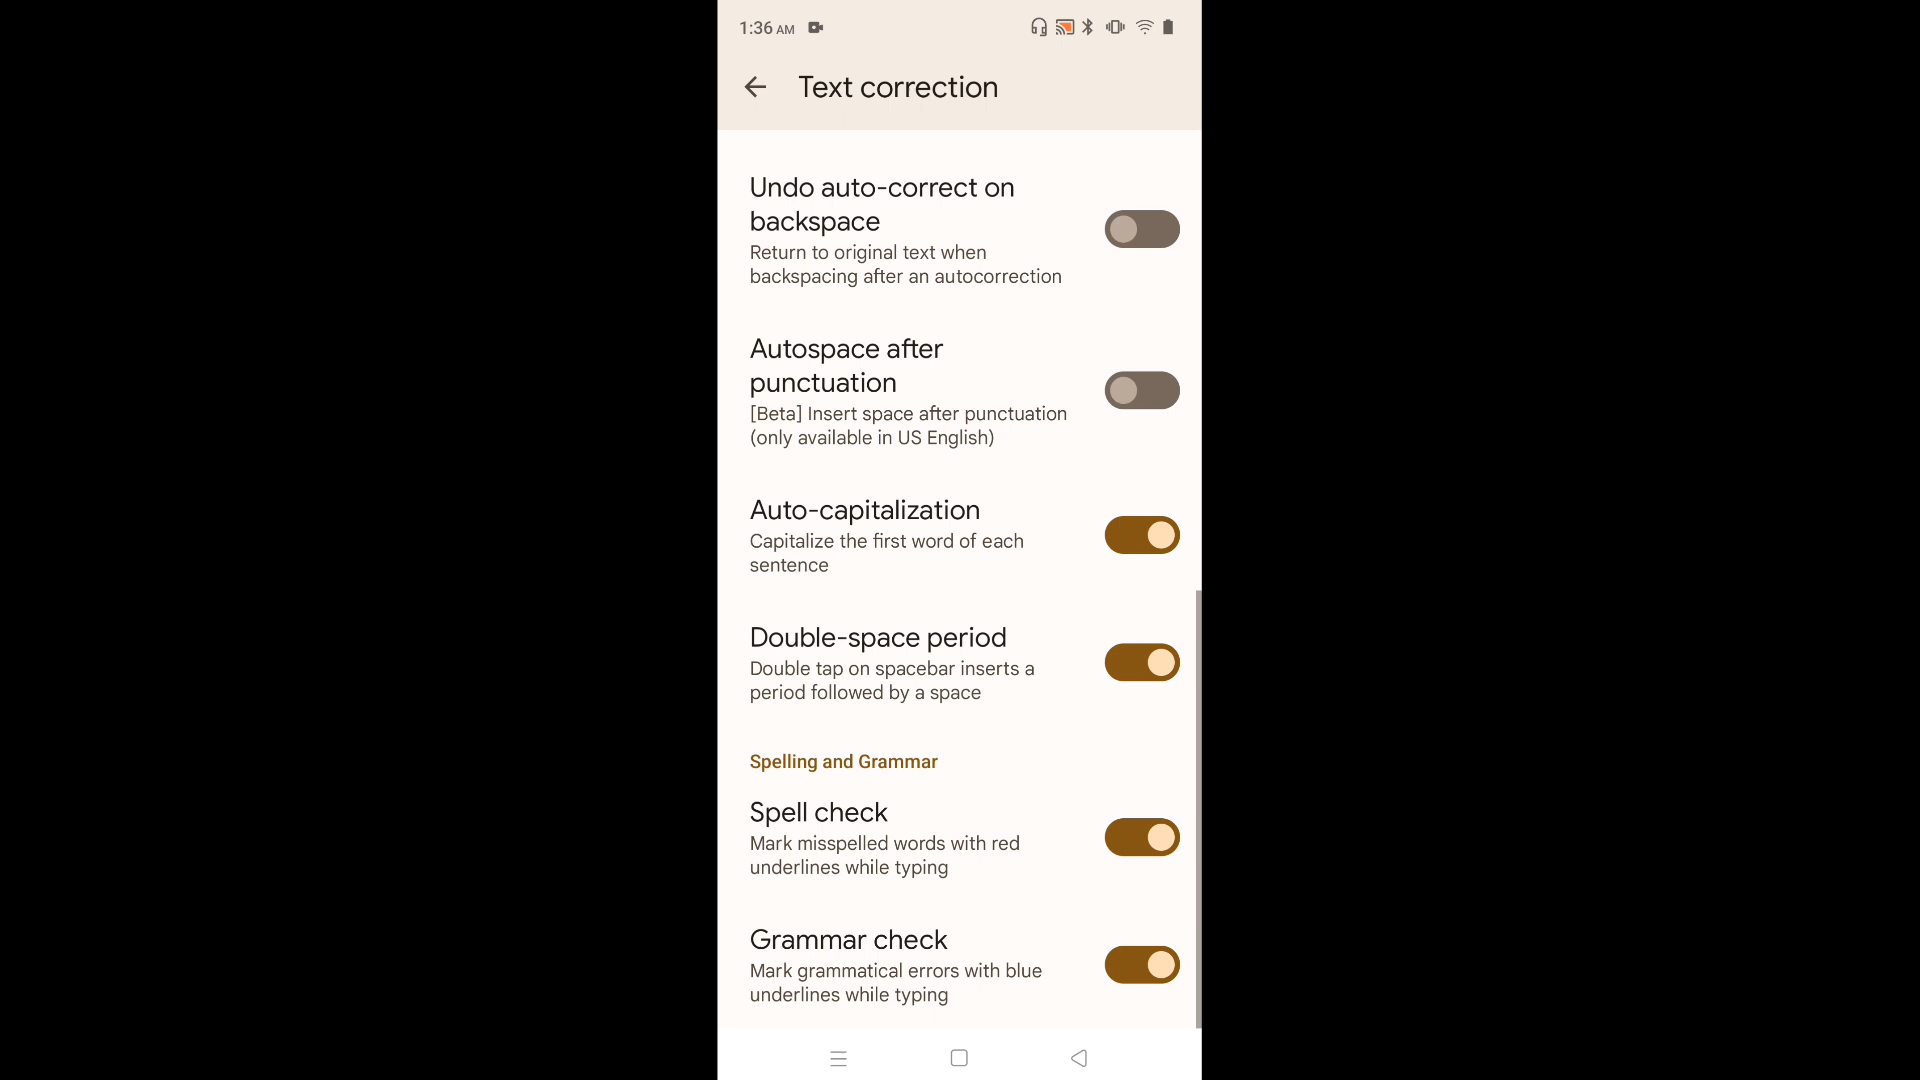 1:36 AM
Text correction
Undo auto-correct on
backspace
Return to original text when
backspacing after an autocorrection
Autospace after
punctuation
[Beta] Insert space after punctuation
(only available in US English)
Auto-capitalization
Capitalize the first word of each
sentence
Double-space period
Double tap on spacebar inserts a
period followed by a space
Spelling and Grammar
Spell check
Mark misspelled words with red
underlines while typing
Grammar check
Mark grammatical errors with blue
underlines while typing